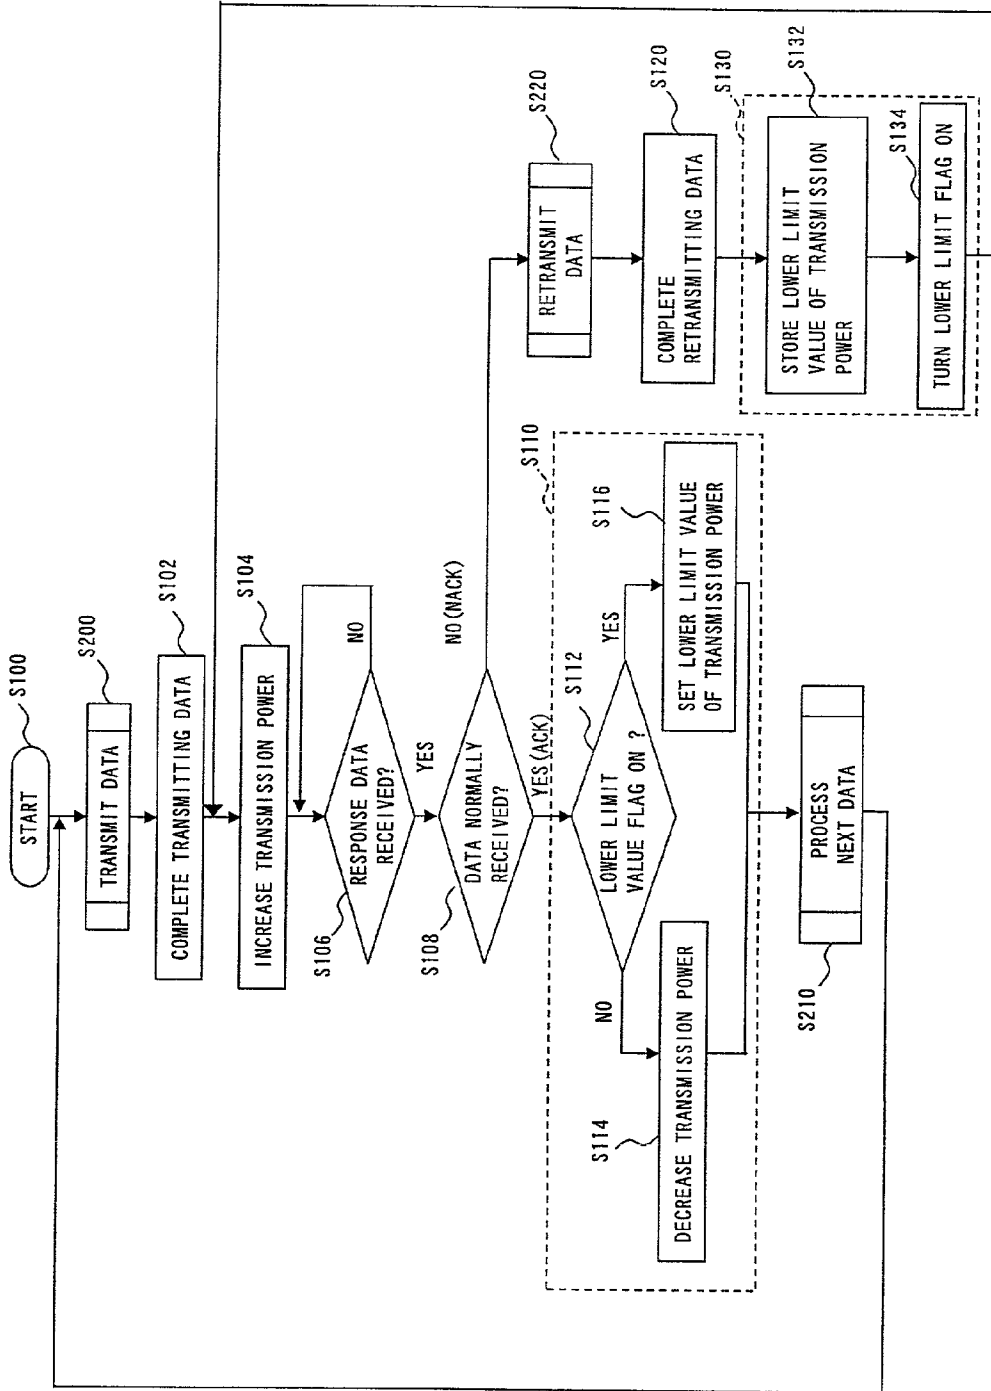 START
S100
TRANSMIT DATA
S200
COMPLETE TRANSMITTING DATA
S102
INCREASE TRANSMISSION POWER
S104
RESPONSE DATA
RECEIVED?
S106
NO
YES
DATA NORMALLY
RECEIVED?
S108
NO(NACK)
YES(ACK)
S110
LOWER LIMIT
VALUE FLAG ON ?
S112
NO
YES
DECREASE TRANSMISSION POWER
S114
SET LOWER LIMIT VALUE
OF TRANSMISSION POWER
S116
PROCESS
NEXT DATA
S210
RETRANSMIT
DATA
S220
COMPLETE
RETRANSMITTING DATA
S120
S130
STORE LOWER LIMIT
VALUE OF TRANSMISSION
POWER
S132
TURN LOWER LIMIT FLAG ON
S134